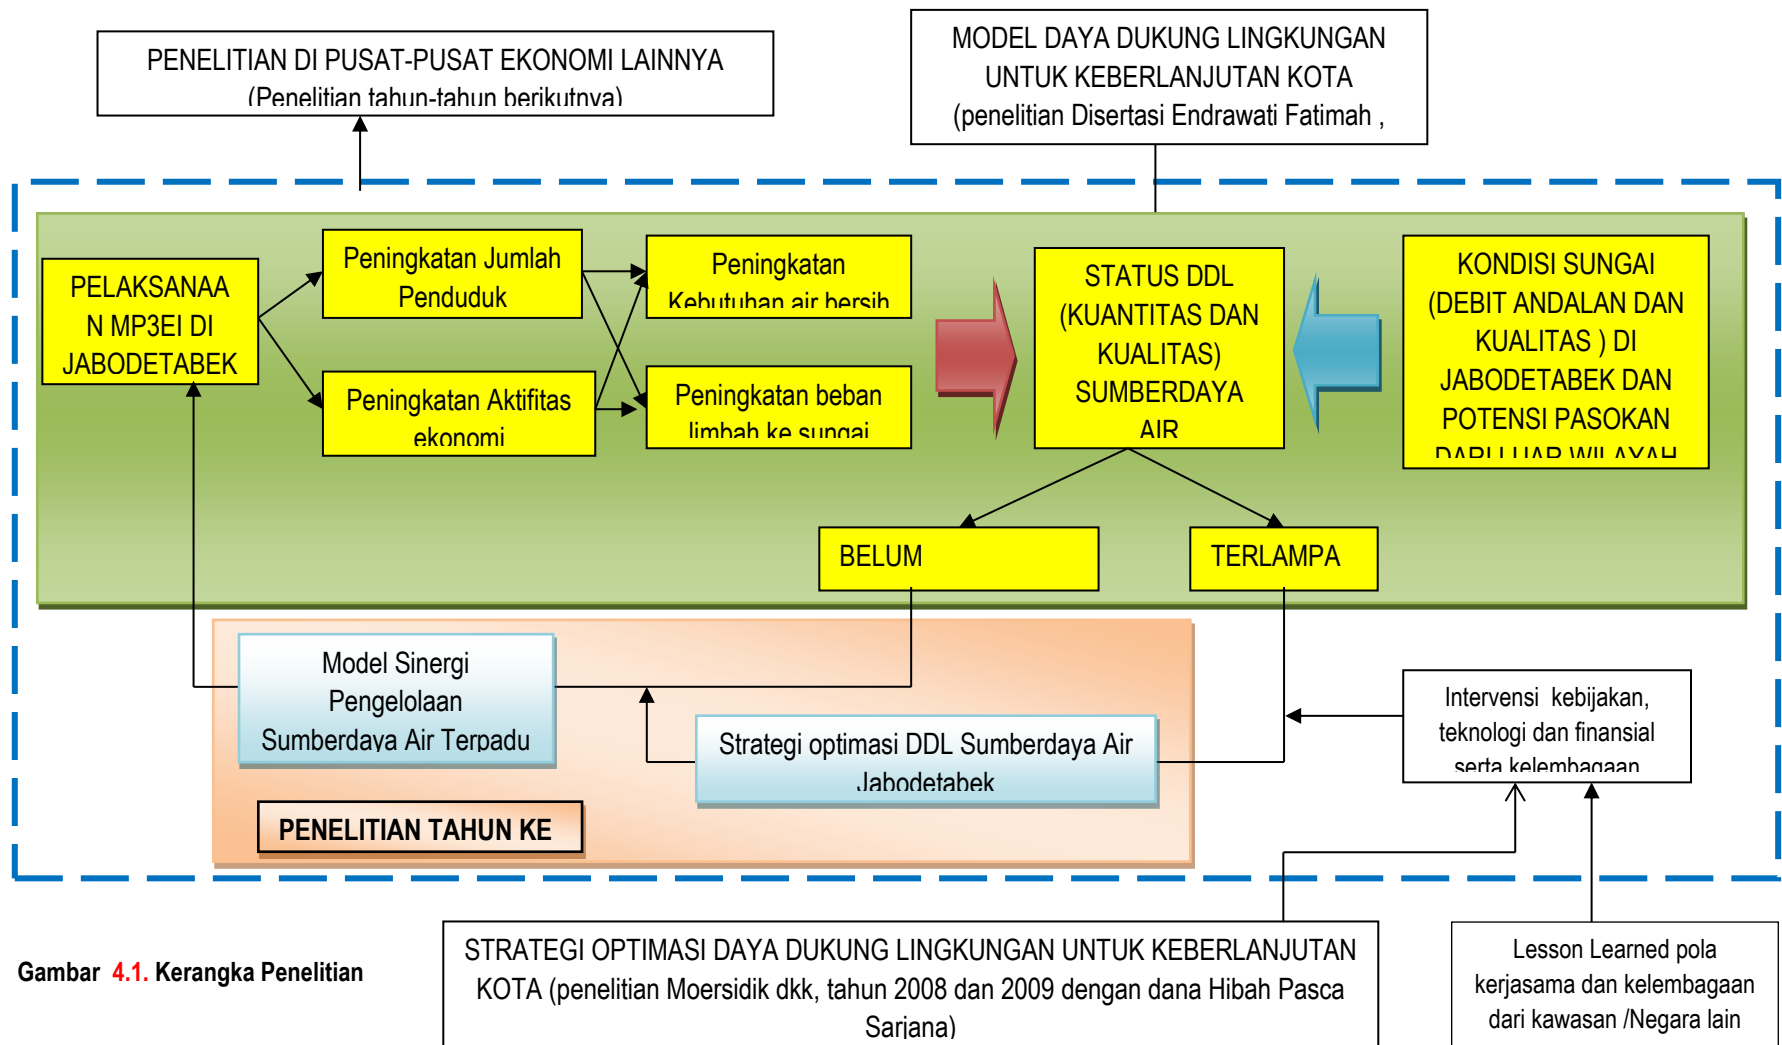 PENELITIAN DI PUSAT-PUSAT EKONOMI LAINNYA
(Penelitian tahun-tahun berikutnya)
MODEL DAYA DUKUNG LINGKUNGAN
UNTUK KEBERLANJUTAN KOTA
(penelitian Disertasi Endrawati Fatimah ,
PELAKSANAA
N MP3EI DI
JABODETABEK
Peningkatan Jumlah
Penduduk
Peningkatan Aktifitas
ekonomi
Peningkatan
Kebutuhan air bersih
Peningkatan beban
limbah ke sungai
STATUS DDL
(KUANTITAS DAN
KUALITAS)
SUMBERDAYA
AIR
KONDISI SUNGAI
(DEBIT ANDALAN DAN
KUALITAS ) DI
JABODETABEK DAN
POTENSI PASOKAN
DARI LUAR WILAYAH
BELUM
TERLAMPA
Model Sinergi
Pengelolaan
Sumberdaya Air Terpadu
Strategi optimasi DDL Sumberdaya Air
Jabodetabek
PENELITIAN TAHUN KE
Intervensi kebijakan,
teknologi dan finansial
serta kelembagaan
Gambar 4.1. Kerangka Penelitian
STRATEGI OPTIMASI DAYA DUKUNG LINGKUNGAN UNTUK KEBERLANJUTAN
KOTA (penelitian Moersidik dkk, tahun 2008 dan 2009 dengan dana Hibah Pasca
Sarjana)
Lesson Learned pola
kerjasama dan kelembagaan
dari kawasan /Negara lain